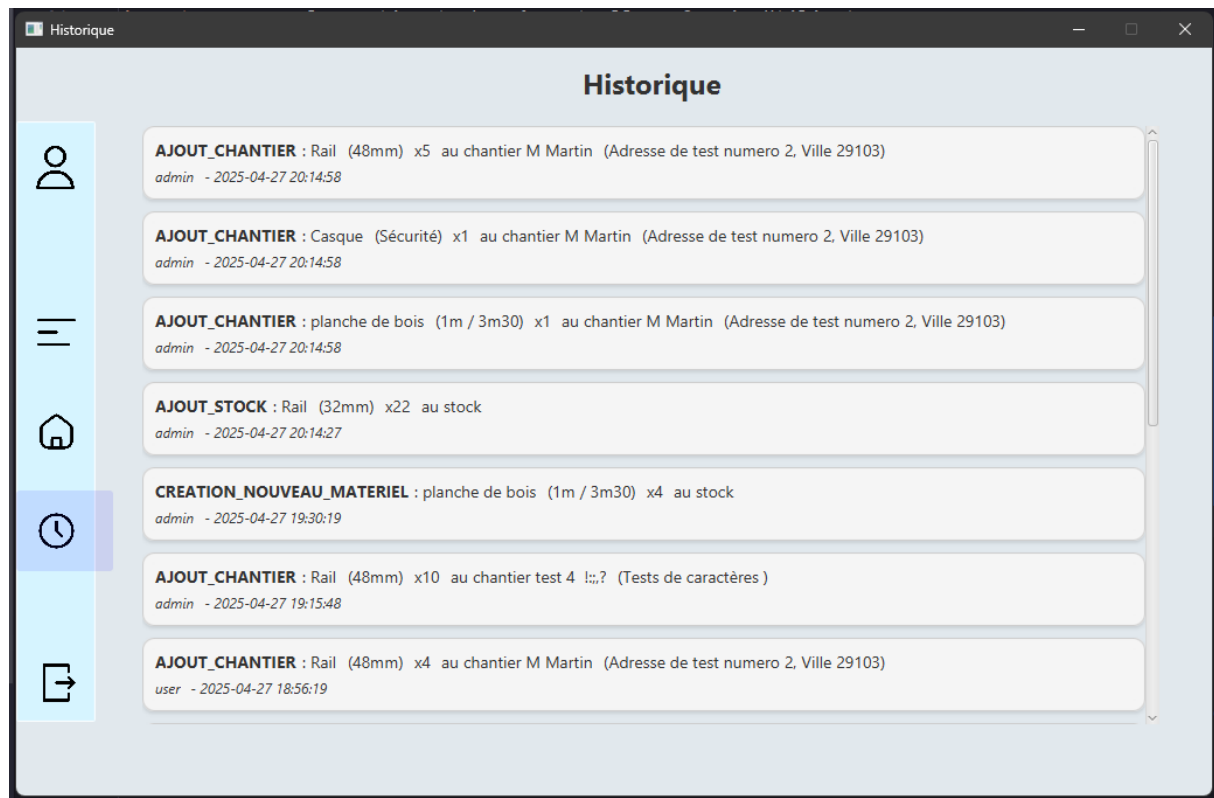 Historique
Historique
AJOUT_CHANTIER : Rail (48mm) x5 au chantier M Martin (Adresse de test numero 2, Ville 29103)
admin - 2025-04-27 20:14:58
AJOUT_CHANTIER : Casque (Sécurité) x1 au chantier M Martin (Adresse de test numero 2, Ville 29103)
admin - 2025-04-27 20:14:58
AJOUT_CHANTIER : planche de bois (1m / 3m30) x1 au chantier M Martin (Adresse de test numero 2, Ville 29103)
admin - 2025-04-27 20:14:58
AJOUT_STOCK : Rail (32mm) x22 au stock
admin - 2025-04-27 20:14:27
CREATION_NOUVEAU_MATERIEL : planche de bois (1m / 3m30) x4 au stock
admin - 2025-04-27 19:30:19
AJOUT_CHANTIER : Rail (48mm) x10 au chantier test 4 !:;,? (Tests de caractères )
admin - 2025-04-27 19:15:48
AJOUT_CHANTIER : Rail (48mm) x4 au chantier M Martin (Adresse de test numero 2, Ville 29103)
user - 2025-04-27 18:56:19